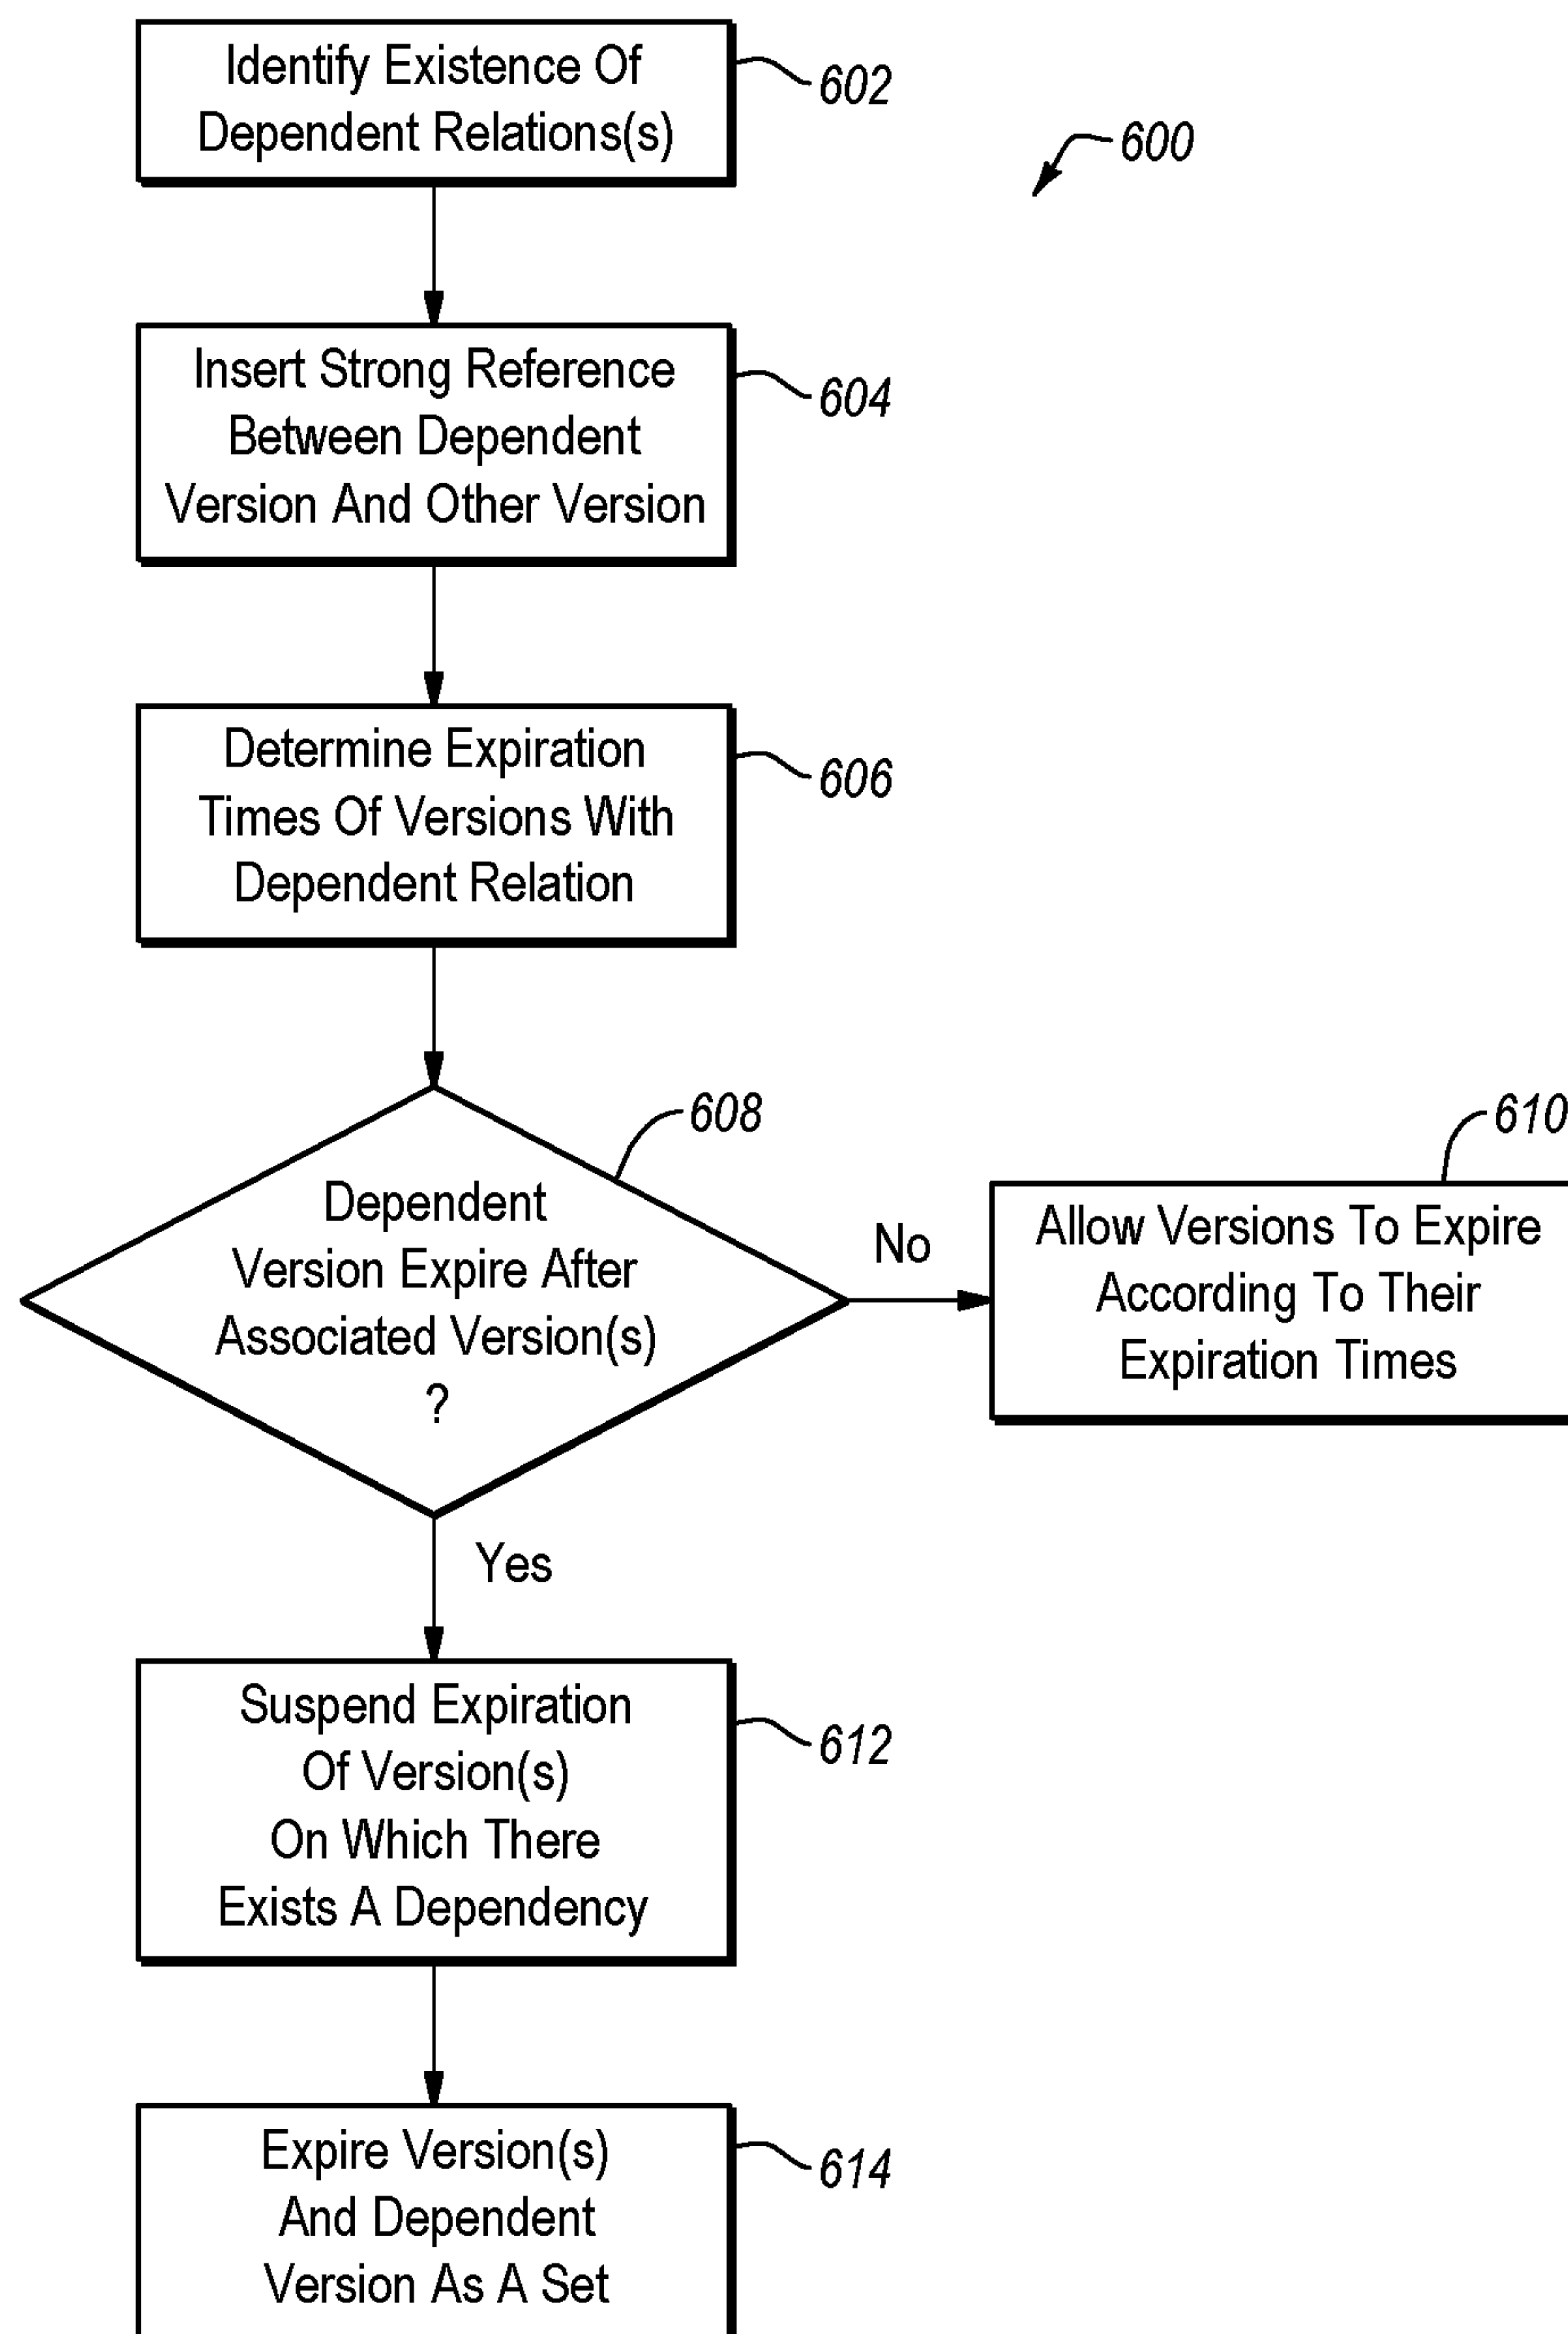 Identify Existence Of
Dependent Relations(s)
602
600
Insert Strong Reference
Between Dependent
Version And Other Version
604
Determine Expiration
Times Of Versions With
Dependent Relation
606
608
Dependent
Version Expire After
Associated Version(s)
?
No
610
Allow Versions To Expire
According To Their
Expiration Times
Yes
Suspend Expiration
Of Version(s)
On Which There
Exists A Dependency
612
Expire Version(s)
And Dependent
Version As A Set
614